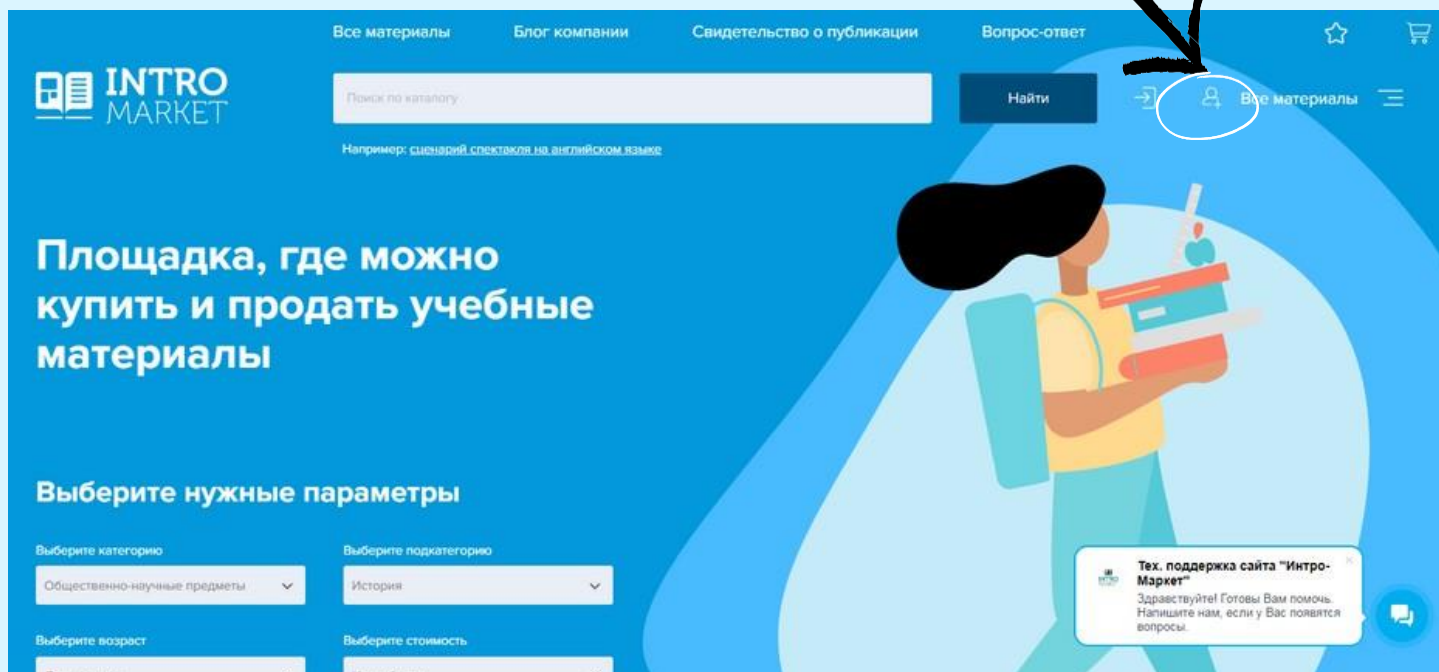 Все материалы Блог компании Свидетельство о публикации Вопрос-ответ
INTRO
MARKET
Поиск по каталогу
Найти
Все материалы
Например: сценарий спектакля на английском языке
Площадка, где можно
купить и продать учебные
материалы
Выберите нужные параметры
Выберите категорию
Выберите подкатегорию
Общественно-научные предметы
История
Выберите возраст
Выберите стоимость
Тех. поддержка сайта "Интро-
Маркет"
Здравствуйте! Готовы Вам помочь.
Напишите нам, если у Вас появятся
вопросы.